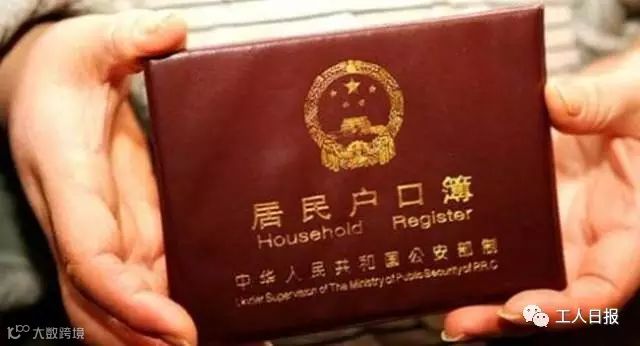 居民户口簿
Household Register
中华人民共和国公安部制
Under Supervision of The Ministry of Public Security of P.R.C
大数跨境
工人日报